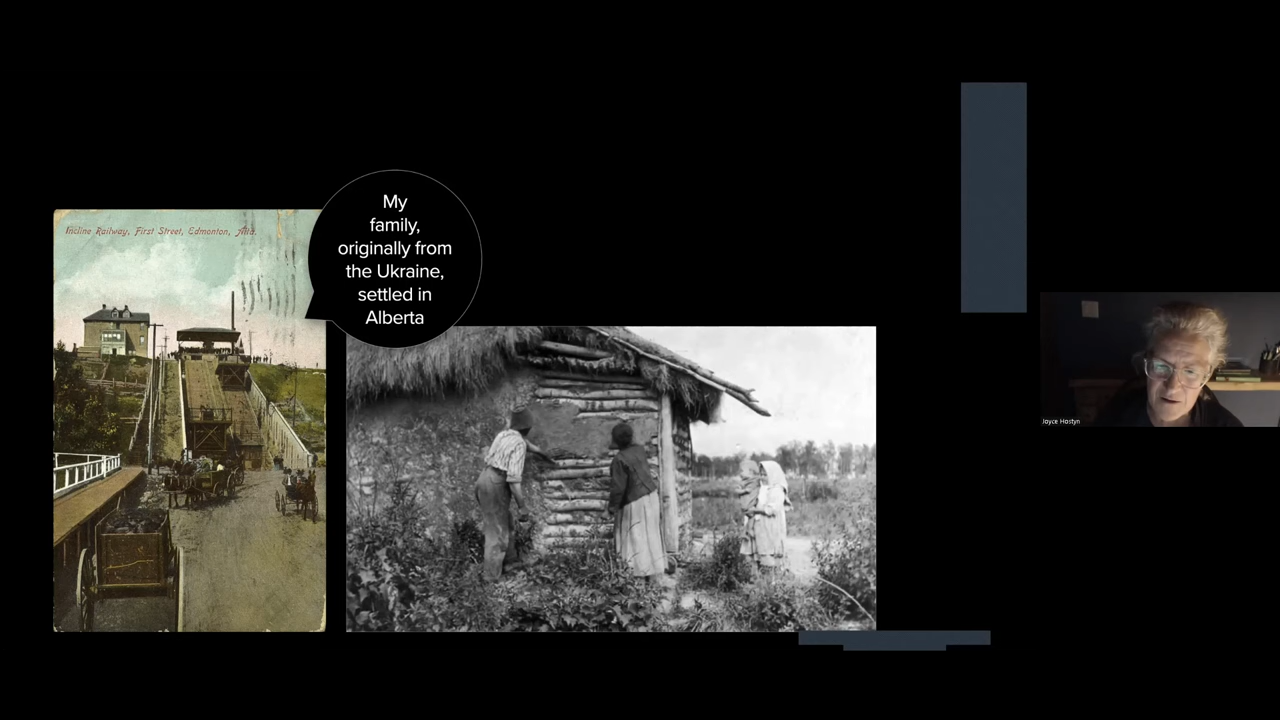 Incline Railway, First Street, Edmonton, Alta.
My
family,
originally from
the Ukraine,
settled in
Alberta
Joyce Hostyn